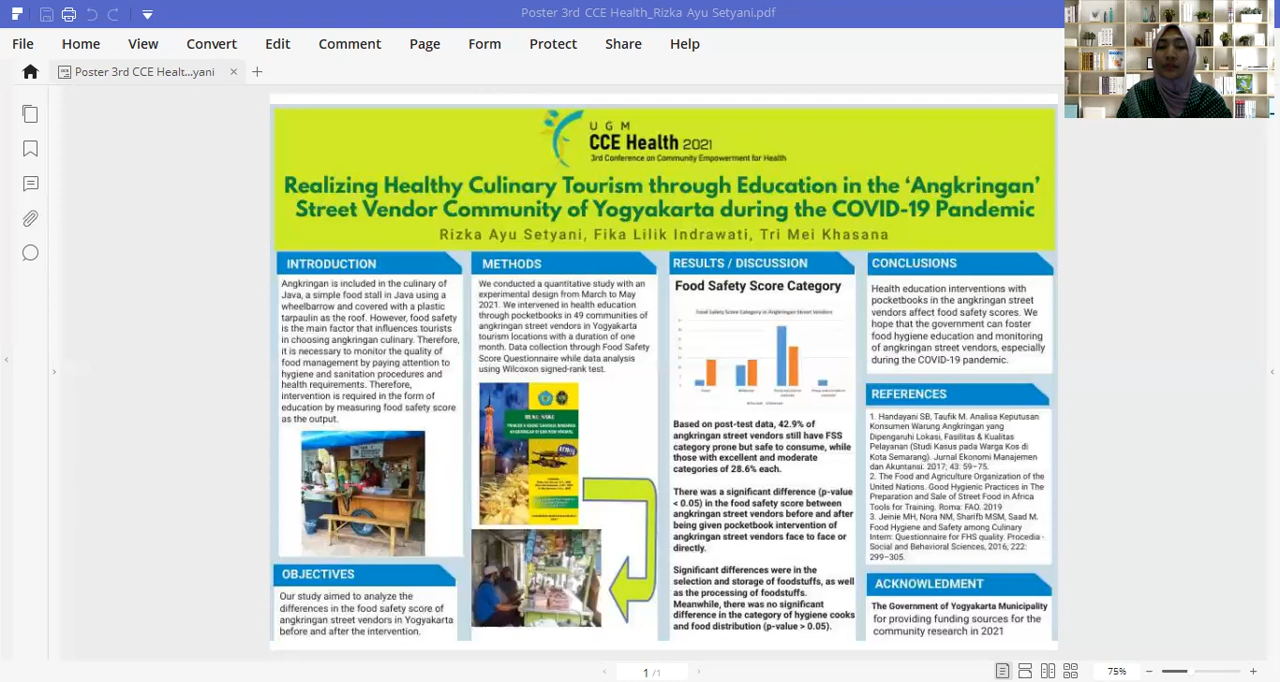 Poster 3rd CCE Health_Rizka Ayu Setyani.pdf
File Home View Convert Edit Comment Page Form Protect Share Help
Poster 3rd CCE Healt...yani
UGM
CCE Health 2021
3rd Conference on Community Empowerment for Health
Realizing Healthy Culinary Tourism through Education in the ‘Angkringan’
Street Vendor Community of Yogyakarta during the COVID-19 Pandemic
Rizka Ayu Setyani, Fika Lilik Indrawati, Tri Mei Khasana
INTRODUCTION
Angkringan is included in the culinary of
Java, a simple food stall in Java using a
wheelbarrow and covered with a plastic
tarpaulin as the roof. However, food safety
is the main factor that influences tourists
in choosing angkringan culinary. Therefore,
it is necessary to monitor the quality of
food management by paying attention to
hygiene and sanitation procedures and
health requirements. Therefore,
intervention is required in the form of
education by measuring food safety score
as the output.
OBJECTIVES
Our study aimed to analyze the
differences in the food safety score of
angkringan street vendors in Yogyakarta
before and after the intervention.
METHODS
We conducted a quantitative study with an
experimental design from March to May
2021. We intervened in health education
through pocketbooks in 49 communities of
angkringan street vendors in Yogyakarta
tourism locations with a duration of one
month. Data collection through Food Safety
Score Questionnaire while data analysis
using Wilcoxon signed-rank test.
RESULTS / DISCUSSION
Food Safety Score Category
Food Safety Score Category in Angkringan Street Vendors
Based on post-test data, 42.9% of
angkringan street vendors still have FSS
category prone but safe to consume, while
those with excellent and moderate
categories of 28.6% each.
There was a significant difference (p-value
< 0.05) in the food safety score between
angkringan street vendors before and after
being given pocketbook intervention of
angkringan street vendors face to face or
directly.
Significant differences were in the
selection and storage of foodstuffs, as well
as the processing of foodstuffs.
Meanwhile, there was no significant
difference in the category of hygiene cooks
and food distribution (p-value > 0.05).
CONCLUSIONS
Health education interventions with
pocketbooks in the angkringan street
vendors affect food safety scores. We
hope that the government can foster
food hygiene education and monitoring
of angkringan street vendors, especially
during the COVID-19 pandemic.
REFERENCES
1. Handayani SB, Taufik M. Analisa Keputusan
Konsumen Warung Angkringan yang
Dipengaruhi Lokasi, Fasilitas & Kualitas
Pelayanan (Studi Kasus pada Warga Kos di
Kota Semarang). Jurnal Ekonomi Manajemen
dan Akuntansi. 2017; 43: 59–75.
2. The Food and Agriculture Organization of the
United Nations. Good Hygienic Practices in The
Preparation and Sale of Street Food in Africa
Tools for Training. Roma: FAO. 2019
3. Jeinie MH, Nora NM, Sharifb MSM, Saad M.
Food Hygiene and Safety among Culinary
Intern: Questionnaire for FHS quality. Procedia -
Social and Behavioral Sciences, 2016; 222:
299–305.
ACKNOWLEDMENT
The Government of Yogyakarta Municipality
for providing funding sources for the
community research in 2021
1 /1
75%